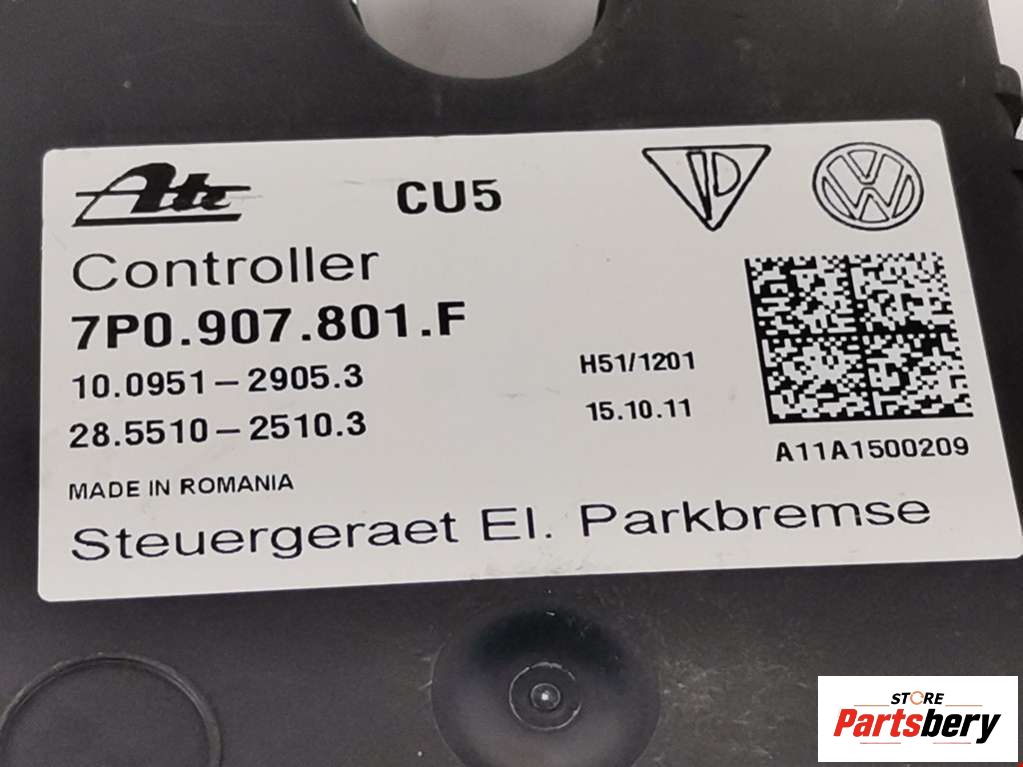 Ate CU5
Controller
7P0.907.801.F
10.0951-2905.3 H51/1201
28.5510-2510.3 15.10.11
A11A1500209
MADE IN ROMANIA
Steuergeraet El. Parkbremse
STORE
Partsbery